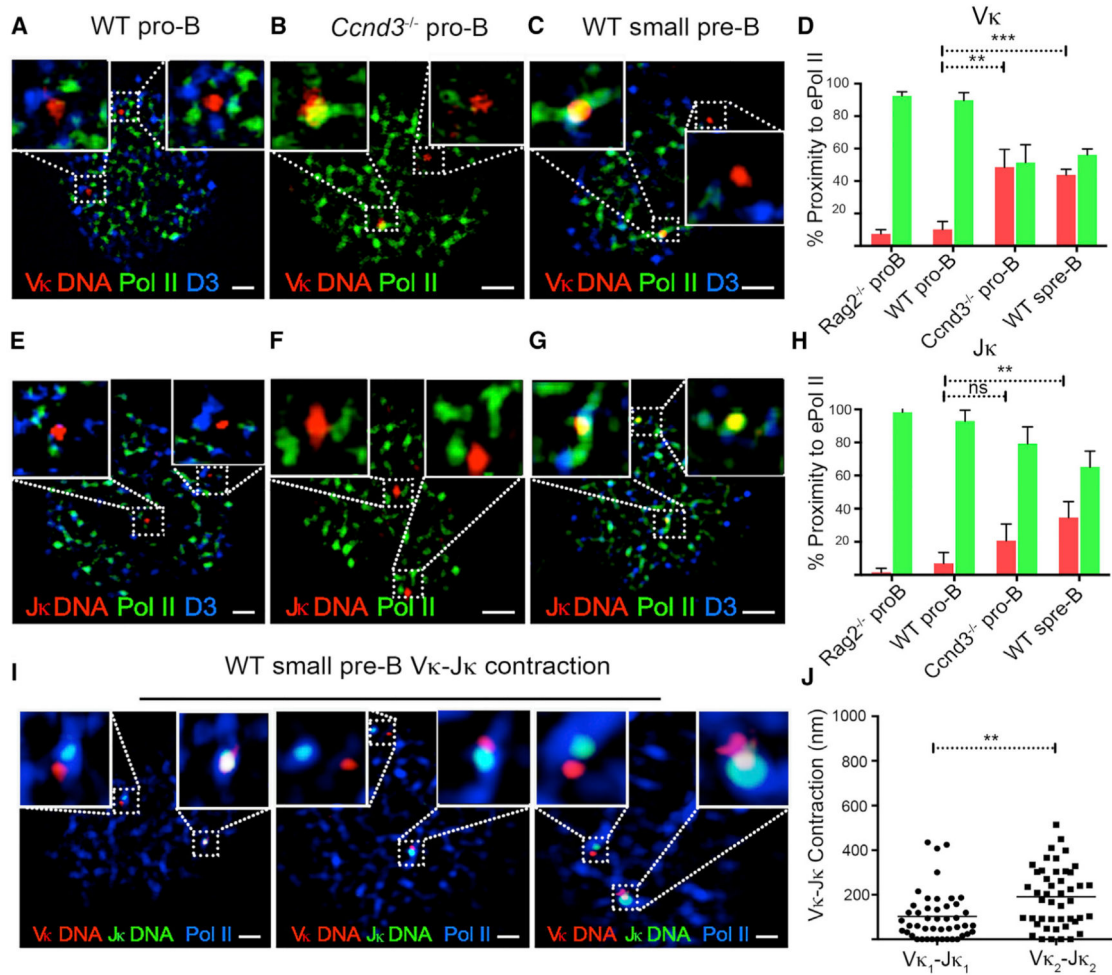 A WT pro-B
B Ccnd3-/- pro-B
C WT small pre-B
D Vκ
*** 
**
% Proximity to ePol II
100
80
60
40
20
0
Rag2-/- proB
WT pro-B
Ccnd3-/- pro-B
WT spre-B
Vκ DNA Pol II D3
Vκ DNA Pol II
Vκ DNA Pol II D3
E
F
G
H Jκ
**
ns
% Proximity to ePol II
100
80
60
40
20
0
Rag2-/- proB
WT pro-B
Ccnd3-/- pro-B
WT spre-B
Jκ DNA Pol II D3
Jκ DNA Pol II
Jκ DNA Pol II D3
I WT small pre-B Vκ-Jκ contraction
Vκ DNA Jκ DNA Pol II
Vκ DNA Jκ DNA Pol II
Vκ DNA Jκ DNA Pol II
J
**
Vκ-Jκ Contraction (nm)
1000
800
600
400
200
0
Vκ1-Jκ1
Vκ2-Jκ2